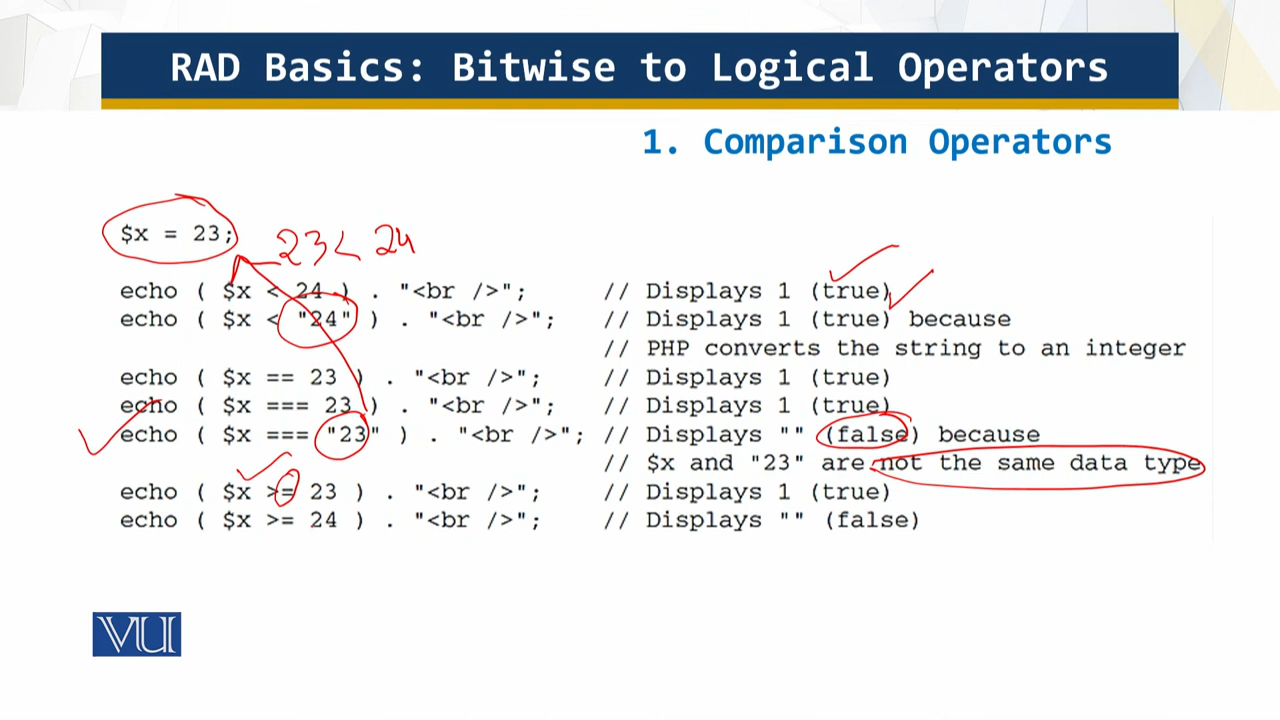 RAD Basics: Bitwise to Logical Operators
1. Comparison Operators
$x = 23;
23 < 24
echo ( $x < 24 ) . "<br />"; // Displays 1 (true)
echo ( $x < "24" ) . "<br />"; // Displays 1 (true) because
// PHP converts the string to an integer
echo ( $x == 23 ) . "<br />"; // Displays 1 (true)
echo ( $x === 23 ) . "<br />"; // Displays 1 (true)
echo ( $x === "23" ) . "<br />"; // Displays "" (false) because
// $x and "23" are not the same data type
echo ( $x >= 23 ) . "<br />"; // Displays 1 (true)
echo ( $x >= 24 ) . "<br />"; // Displays "" (false)
VU